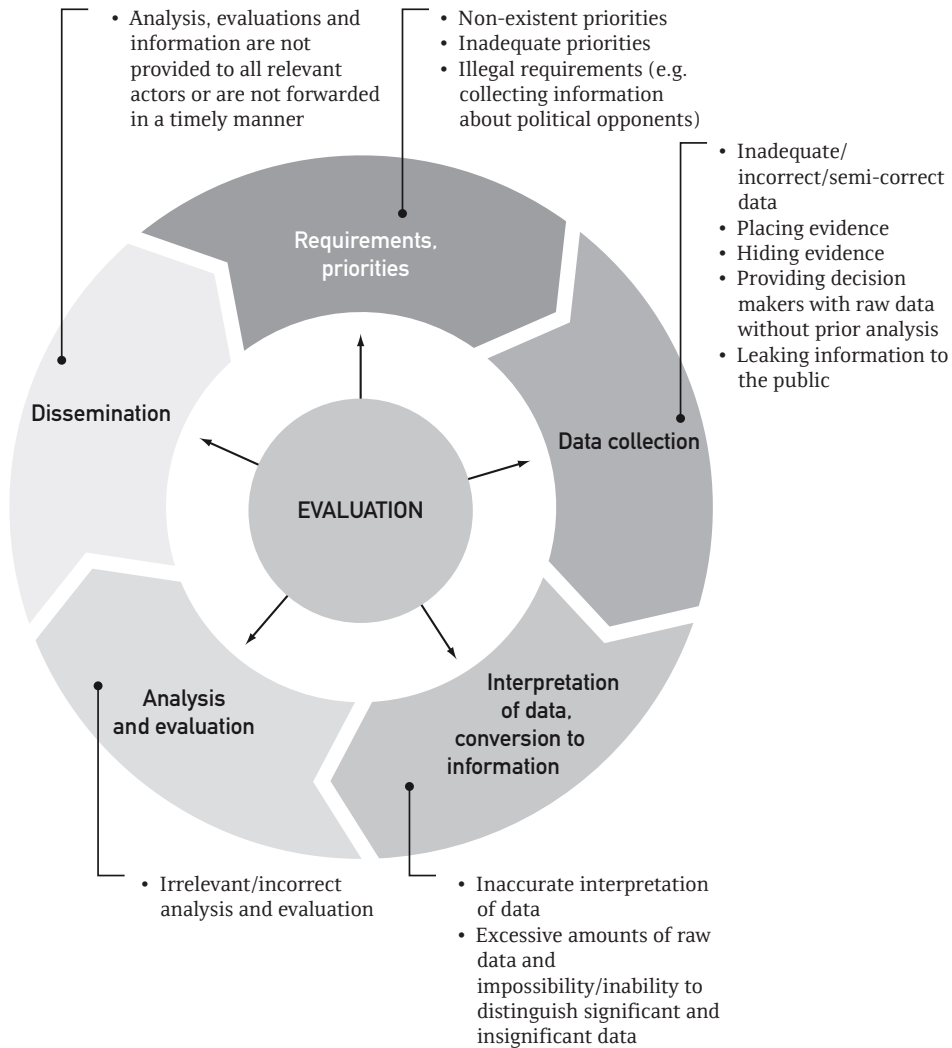 • Analysis, evaluations and
information are not
provided to all relevant
actors or are not forwarded
in a timely manner
• Non-existent priorities
• Inadequate priorities
• Illegal requirements (e.g.
collecting information
about political opponents)
• Inadequate/
incorrect/semi-correct
data
• Placing evidence
• Hiding evidence
• Providing decision
makers with raw data
without prior analysis
• Leaking information to
the public
Requirements,
priorities
Dissemination
Data collection
EVALUATION
Analysis
and evaluation
Interpretation
of data,
conversion to
information
• Irrelevant/incorrect
analysis and evaluation
• Inaccurate interpretation
of data
• Excessive amounts of raw
data and
impossibility/inability to
distinguish significant and
insignificant data